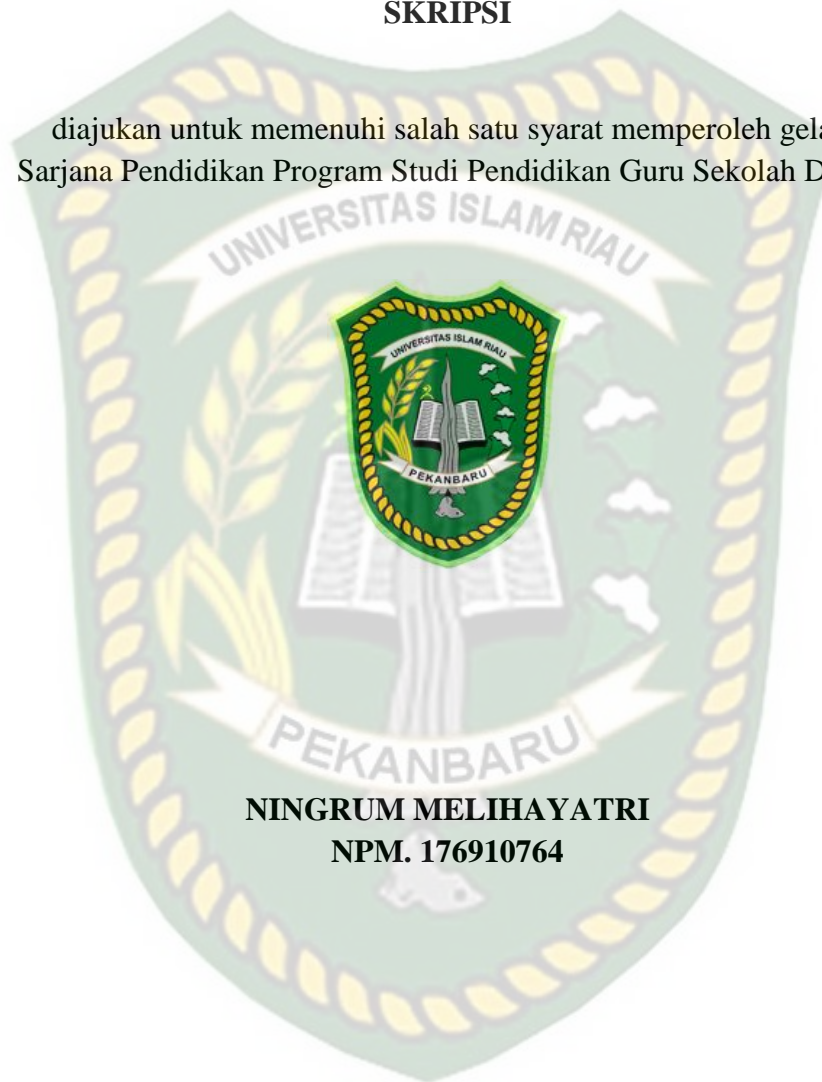 SKRIPSI
diajukan untuk memenuhi salah satu syarat memperoleh
Sarjana Pendidikan Program Studi Pendidikan Guru Sekolah
UNIVERSITAS ISLAM RIAU
UNIVERSITAS ISLAM RIAU
PEKANBARU
PEKANBARU
NINGRUM MELIHAYATRI
NPM. 176910764